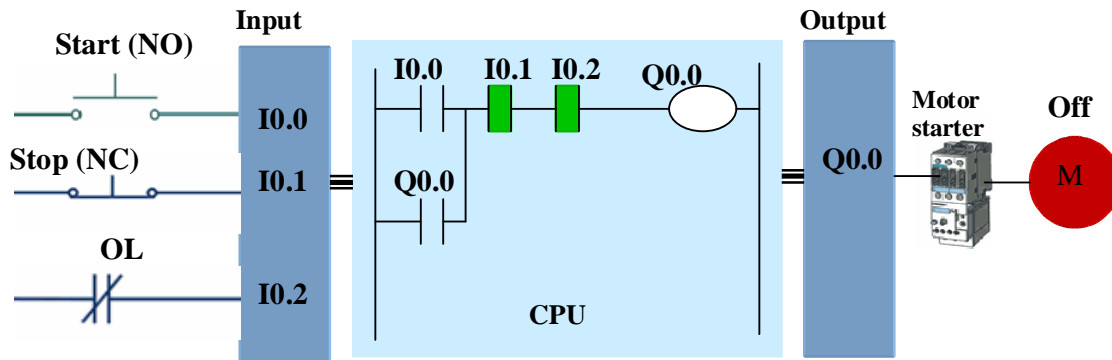 Input
Output
Start (NO)
I0.0
I0.1
I0.2
Q0.0
Motor
starter
Off
I0.0
Stop (NC)
I0.1
Q0.0
Q0.0
M
OL
I0.2
CPU